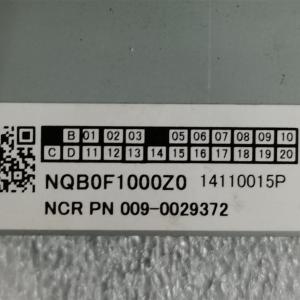 B 01 02 03 05 06 07 08 09 10
C D 11 12 13 14 15 16 17 18 19 20
NQB0F1000Z0 14110015P
NCR PN 009-0029372